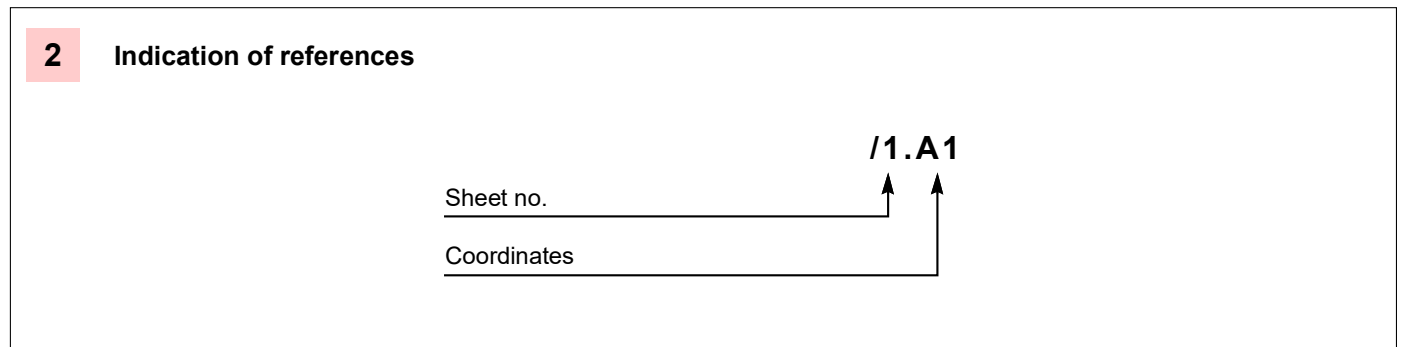 2 Indication of references
/1.A1
Sheet no.
Coordinates